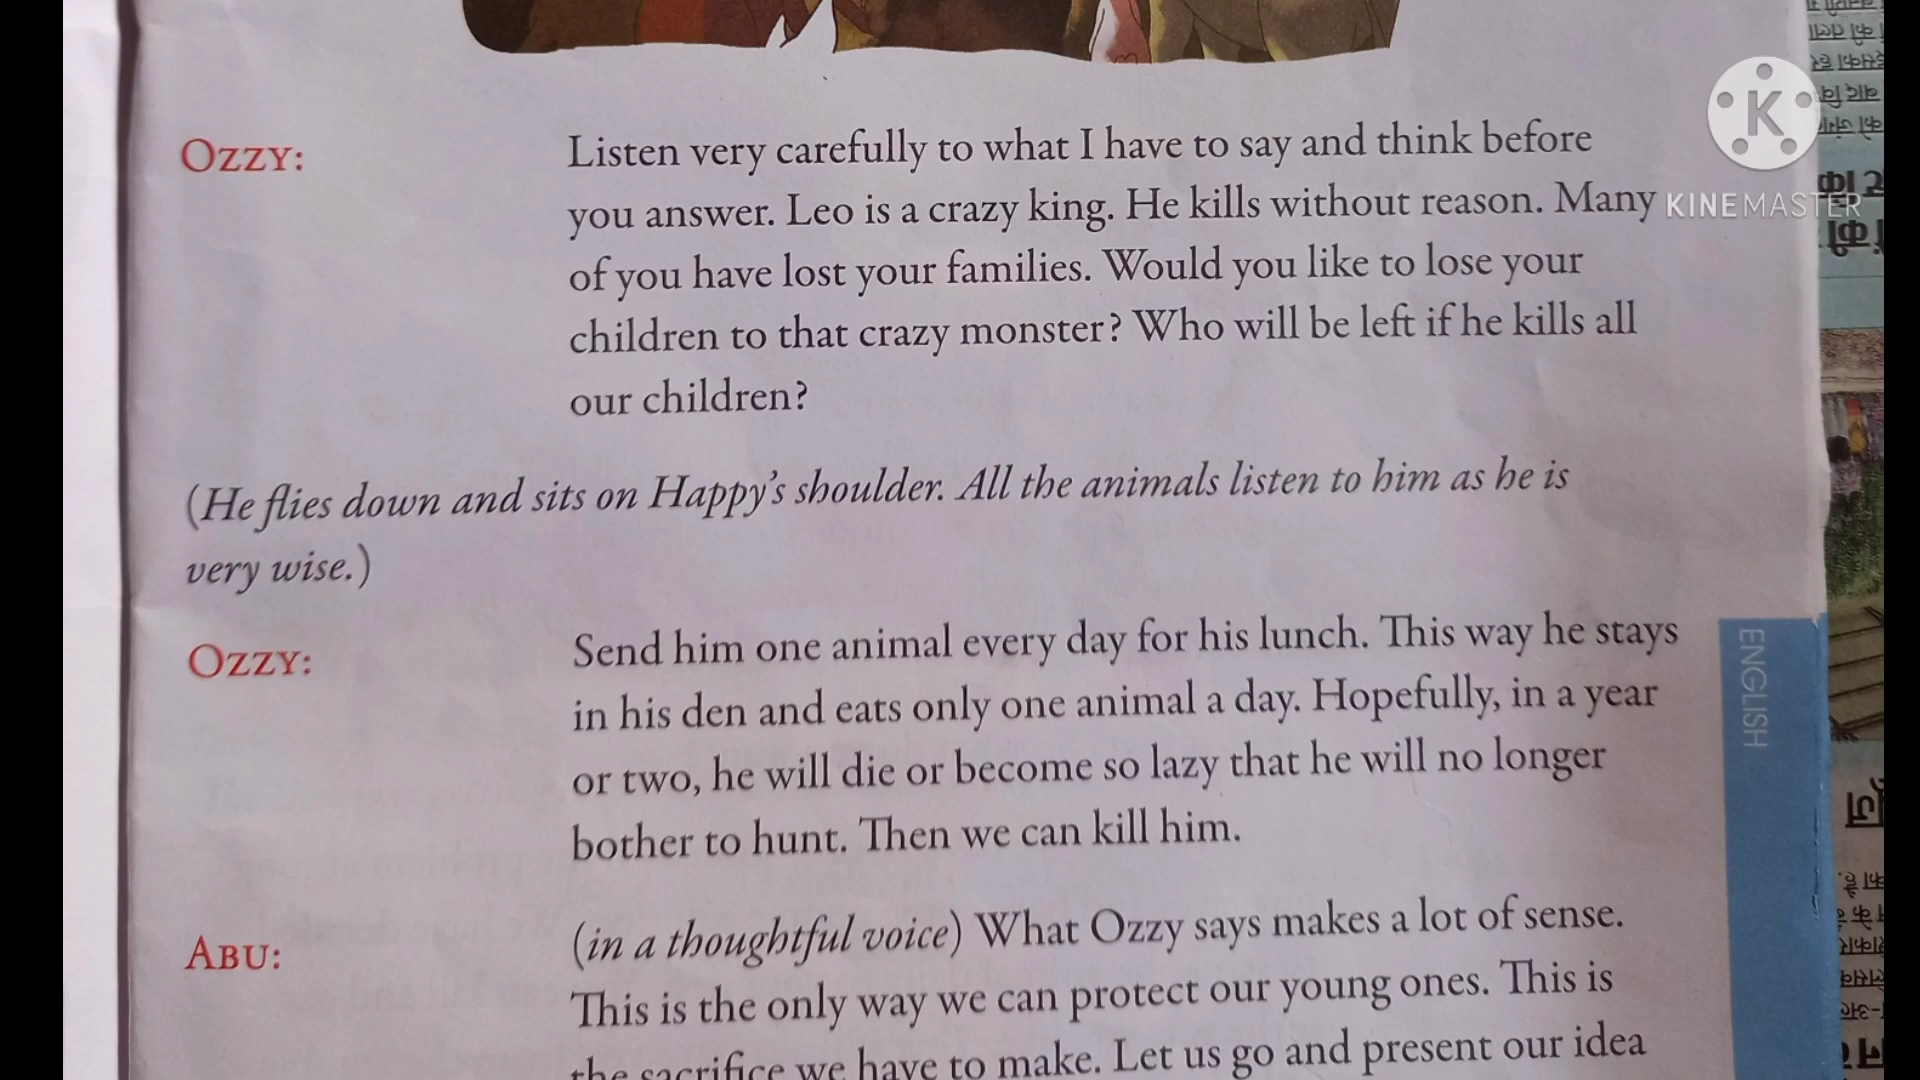 OZZY: Listen very carefully to what I have to say and think before
you answer. Leo is a crazy king. He kills without reason. Many
of you have lost your families. Would you like to lose your
children to that crazy monster? Who will be left if he kills all
our children?
(He flies down and sits on Happy's shoulder. All the animals listen to him as he is
very wise.)
OZZY: Send him one animal every day for his lunch. This way he stays
in his den and eats only one animal a day. Hopefully, in a year
or two, he will die or become so lazy that he will no longer
bother to hunt. Then we can kill him.
ABU: (in a thoughtful voice) What Ozzy says makes a lot of sense.
This is the only way we can protect our young ones. This is
the sacrifice we have to make. Let us go and present our idea
ENGLISH
K
KINEMASTER